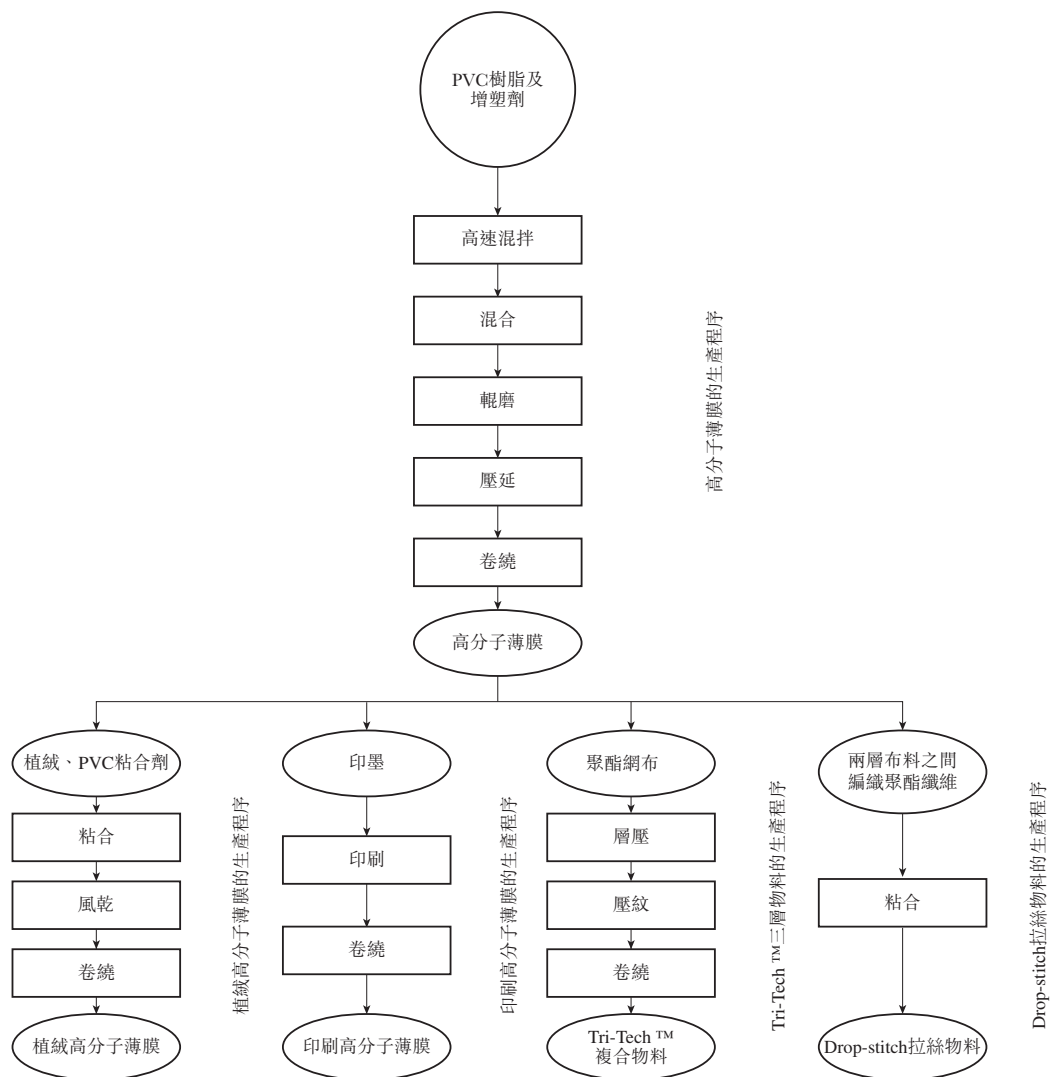 PVC樹脂及
增塑劑
高速混拌
混合
輥磨
壓延
卷繞
高分子薄膜
高分子薄膜的生產程序
植絨、PVC粘合劑
粘合
風乾
卷繞
植絨高分子薄膜
植絨高分子薄膜的生產程序
印墨
印刷
卷繞
印刷高分子薄膜
印刷高分子薄膜的生產程序
聚酯網布
層壓
壓紋
卷繞
Tri-Tech ™
複合物料
Tri-Tech ™三層物料的生產程序
兩層布料之間
編織聚酯纖維
粘合
Drop-stitch拉絲物料
Drop-stitch拉絲物料的生產程序